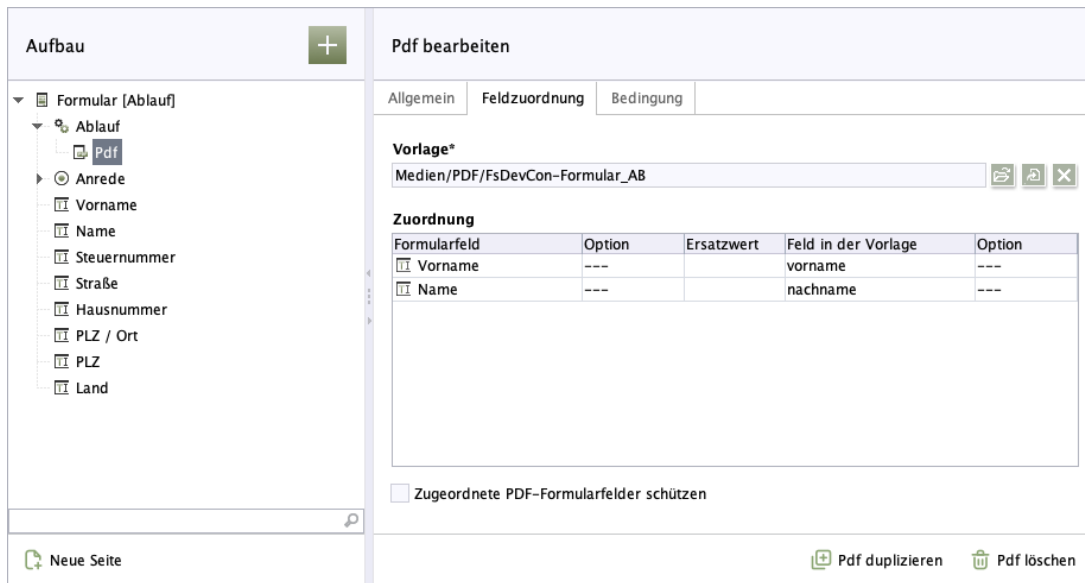 Aufbau
Formular [Ablauf]
Ablauf
Pdf
Anrede
Vorname
Name
Steuernummer
Straße
Hausnummer
PLZ / Ort
PLZ
Land
Neue Seite
Pdf bearbeiten
Allgemein Feldzuordnung Bedingung
Vorlage*
Medien/PDF/FsDevCon-Formular_AB
Zuordnung
Formularfeld Option Ersatzwert Feld in der Vorlage Option
Vorname --- vorname ---
Name --- nachname ---
Zugeordnete PDF-Formularfelder schützen
Pdf duplizieren Pdf löschen